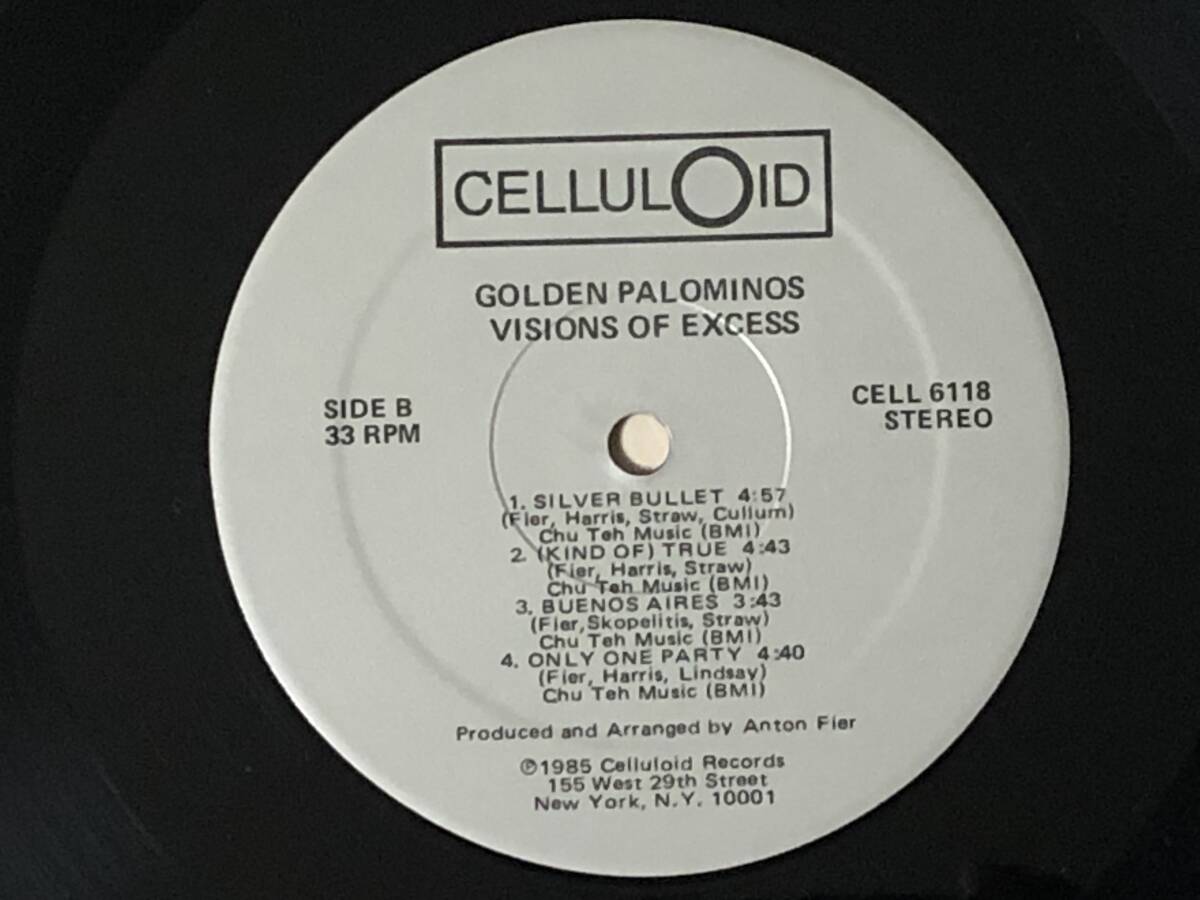 CELLULOID
GOLDEN PALOMINOS
VISIONS OF EXCESS
SIDE B
33 RPM
CELL 6118
STEREO
1. SILVER BULLET 4:57
(Fier, Harris, Straw, Cullum)
Chu Teh Music (BMI)
2. (KIND OF) TRUE 4:43
(Fier, Harris, Straw)
Chu Teh Music (BMI)
3. BUENOS AIRES 3:43
(Fier,Skopelitis, Straw)
Chu Teh Music (BMI)
4. ONLY ONE PARTY 4:40
(Fier, Harris, Lindsay)
Chu Teh Music (BMI)
Produced and Arranged by Anton Fier
℗1985 Celluloid Records
155 West 29th Street
New York, N.Y. 10001